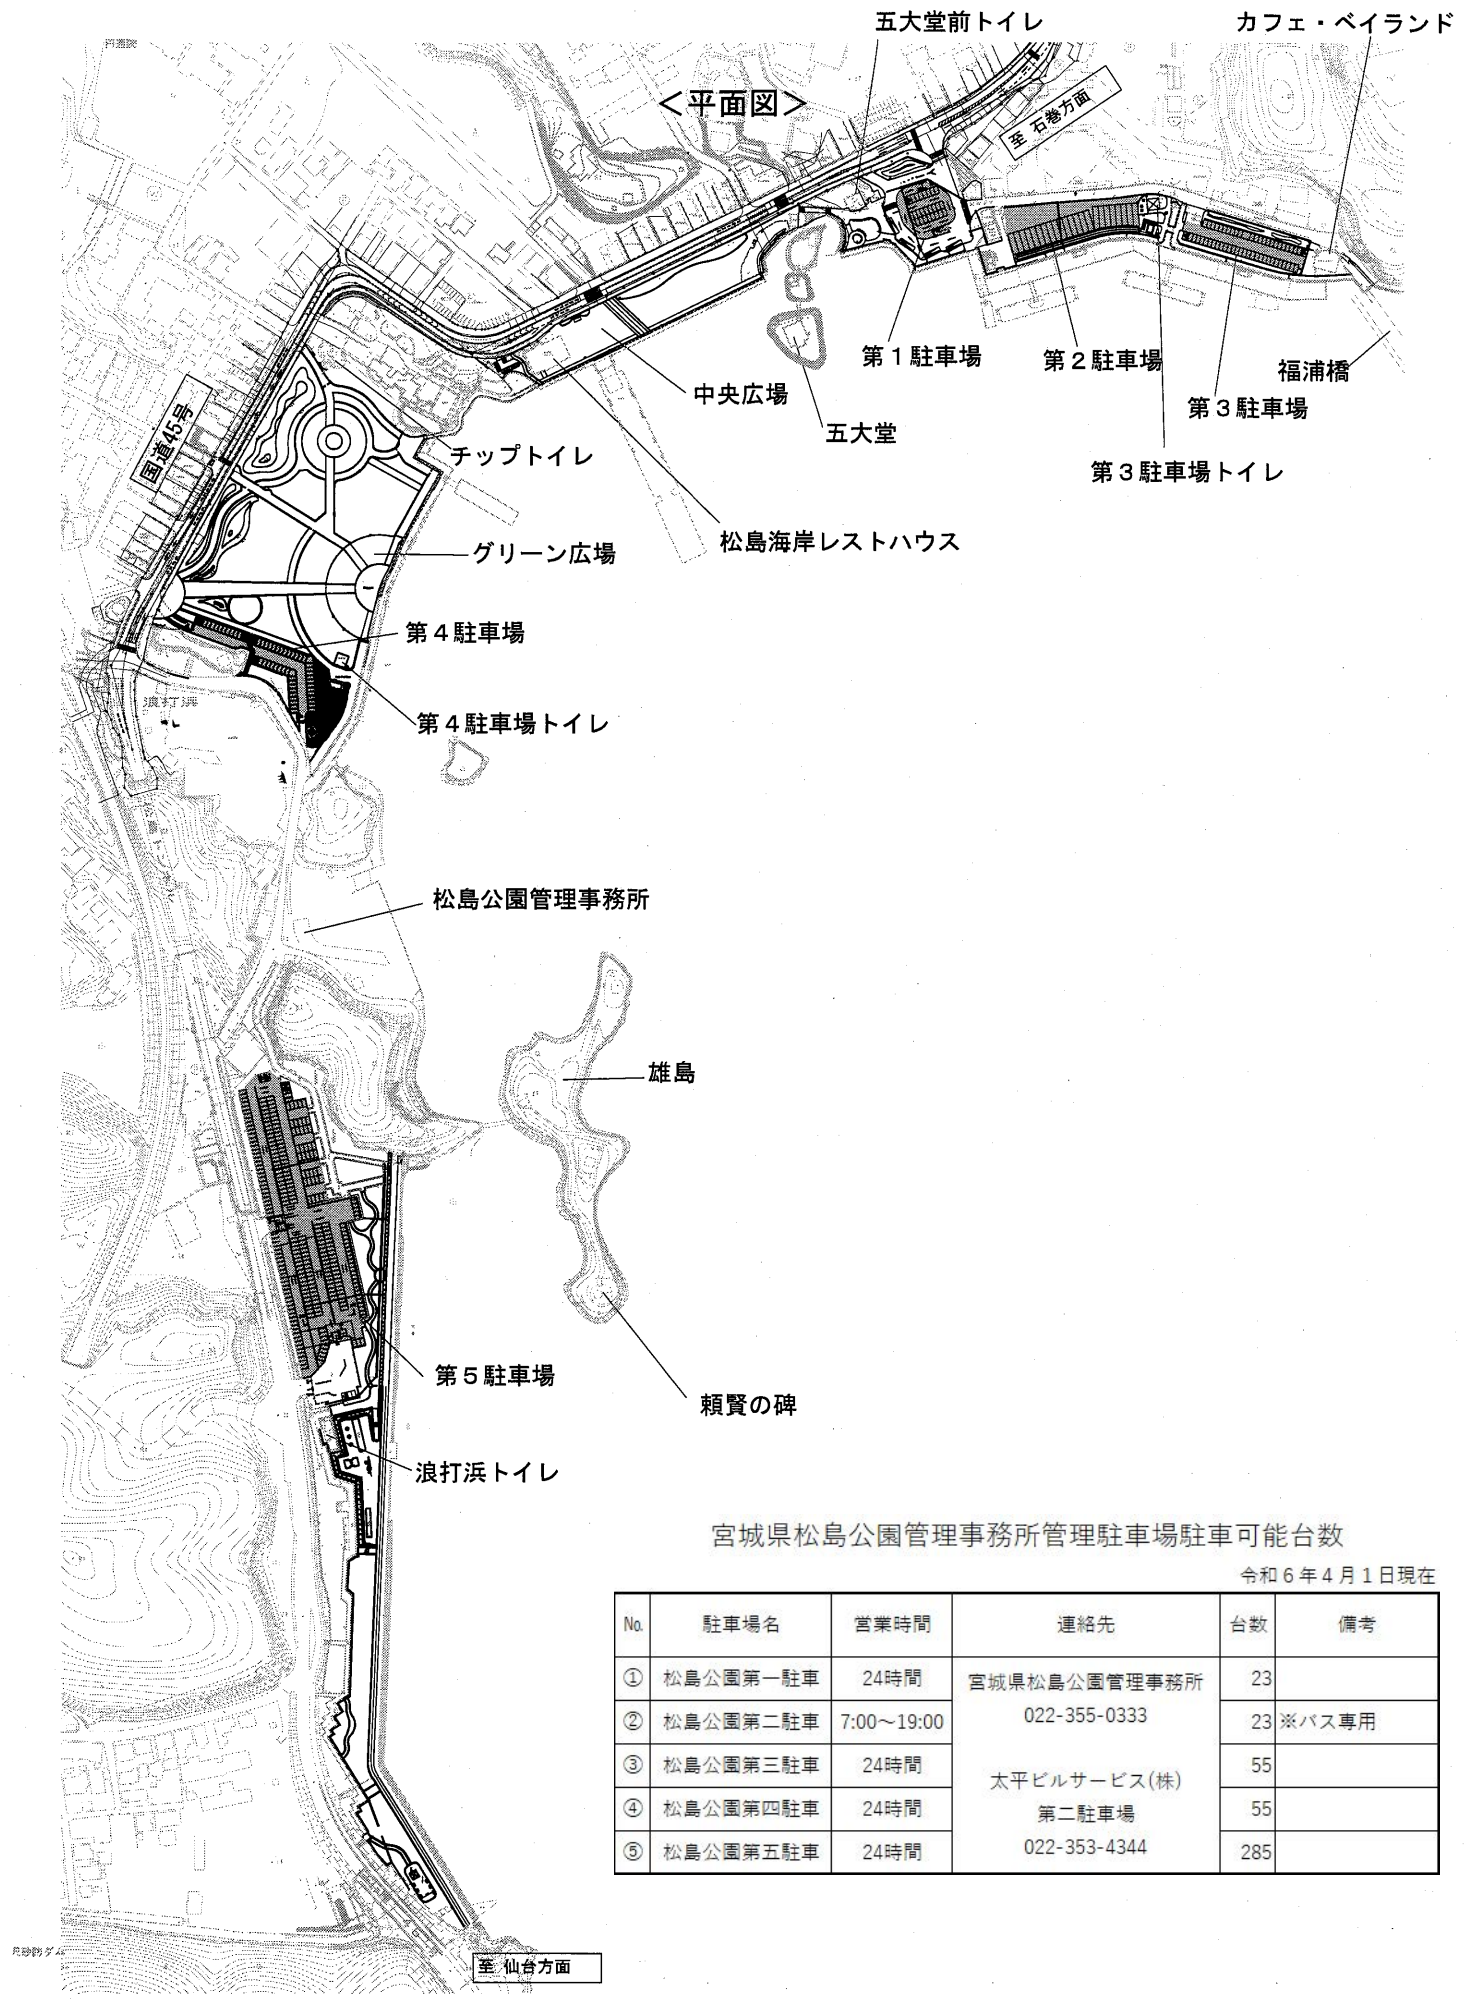 五大堂前トイレ
カフェ・ベイランド
＜平面図＞
至 石巻方面
第１駐車場
第２駐車場
福浦橋
第３駐車場
中央広場
五大堂
国道45号
チップトイレ
第３駐車場トイレ
松島海岸レストハウス
グリーン広場
第４駐車場
浪打浜
第４駐車場トイレ
松島公園管理事務所
雄島
第５駐車場
頼賢の碑
浪打浜トイレ
至 仙台方面
宮城県松島公園管理事務所管理駐車場駐車可能台数
令和６年４月１日現在
№ 駐車場名 営業時間 連絡先 台数 備考
① 松島公園第一駐車 24時間 23
② 松島公園第二駐車 7:00～19:00 23 ※バス専用
③ 松島公園第三駐車 24時間 55
④ 松島公園第四駐車 24時間 55
⑤ 松島公園第五駐車 24時間 285
宮城県松島公園管理事務所
022-355-0333
太平ビルサービス(株)
第二駐車場
022-353-4344